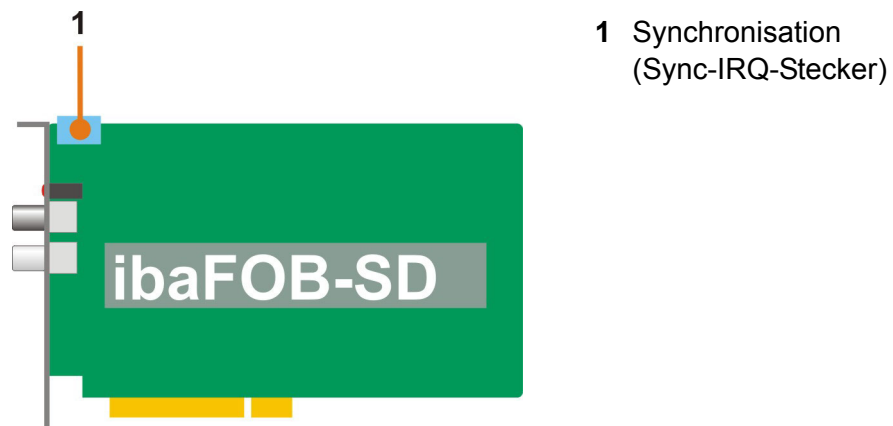 1
1 Synchronisation
(Sync-IRQ-Stecker)
ibaFOB-SD